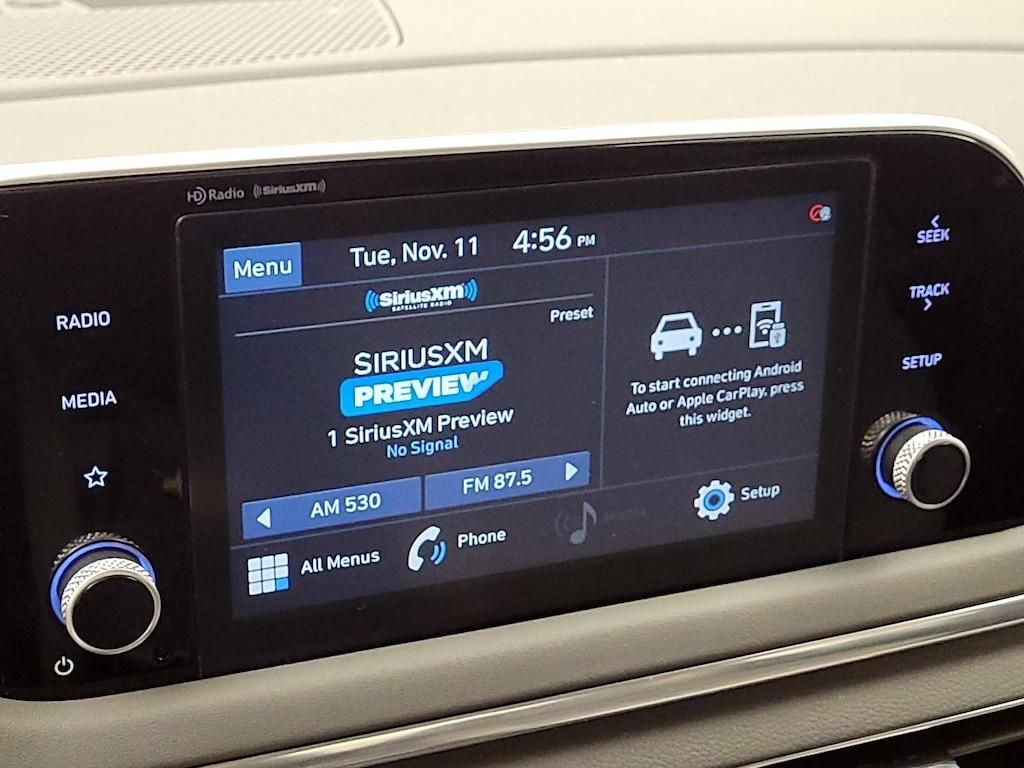 HD Radio SiriusXM
Menu
Tue, Nov. 11 4:56 PM
SiriusXM
SATELLITE RADIO
Preset
SIRIUSXM
PREVIEW
1 SiriusXM Preview
No Signal
AM 530
FM 87.5
To start connecting Android
Auto or Apple CarPlay, press
this widget.
All Menus
Phone
Setup
RADIO
MEDIA
SEEK
TRACK
SETUP